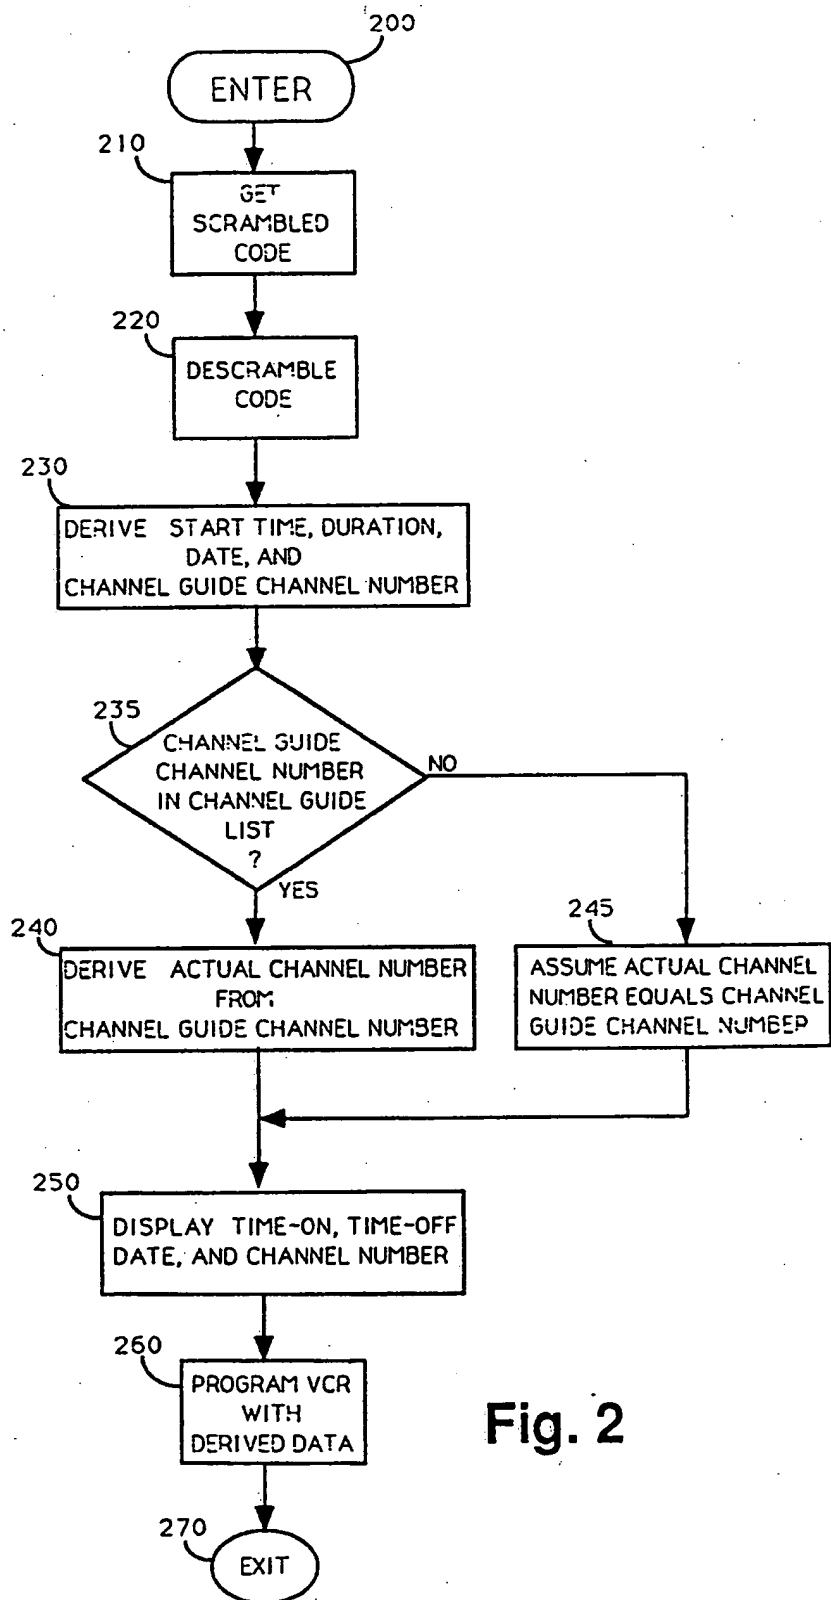 200
ENTER
210
GET
SCRAMBLED
CODE
220
DESCRAMBLE
CODE
230
DERIVE START TIME, DURATION,
DATE, AND
CHANNEL GUIDE CHANNEL NUMBER
235
CHANNEL GUIDE
CHANNEL NUMBER
IN CHANNEL GUIDE
LIST
?
NO
YES
240
DERIVE ACTUAL CHANNEL NUMBER
FROM
CHANNEL GUIDE CHANNEL NUMBER
245
ASSUME ACTUAL CHANNEL
NUMBER EQUALS CHANNEL
GUIDE CHANNEL NUMBER
250
DISPLAY TIME-ON, TIME-OFF
DATE, AND CHANNEL NUMBER
260
PROGRAM VCR
WITH
DERIVED DATA
Fig. 2
270
EXIT